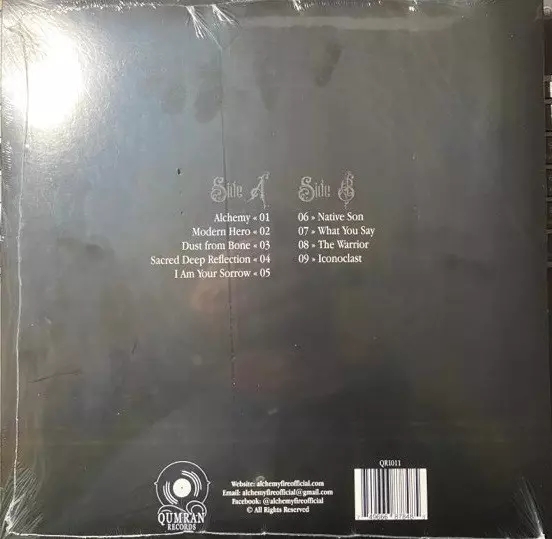 Side A
Alchemy « 01
Modern Hero « 02
Dust from Bone « 03
Sacred Deep Reflection « 04
I Am Your Sorrow « 05
Side B
06 » Native Son
07 » What You Say
08 » The Warrior
09 » Iconoclast
QUMRAN
RECORDS
Website: alchemyfireofficial.com
Email: alchemyfireofficial@gmail.com
Facebook: @alchemyfireofficial
© All Rights Reserved
QR1011